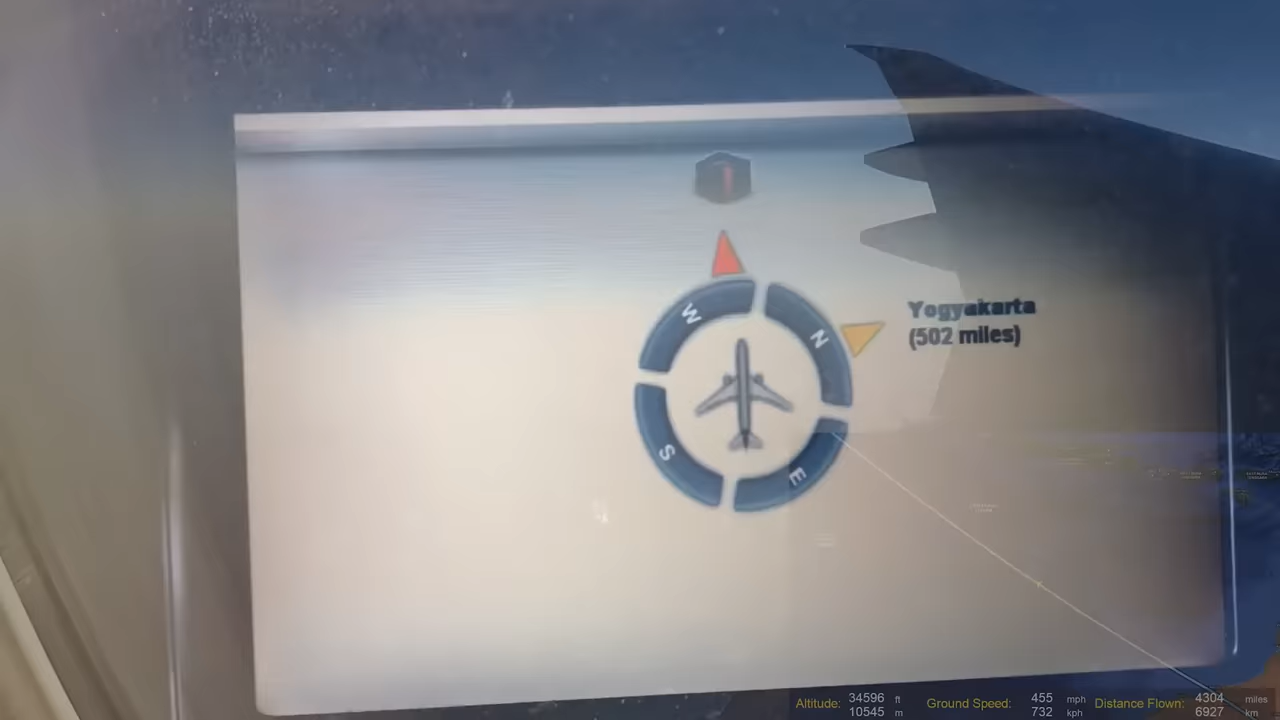 W
N
Yogyakarta
(502 miles)
S
E
Altitude: 34596 ft Ground Speed: 455 mph Distance Flown: 4304 miles
10545 m 732 kph 6927 km